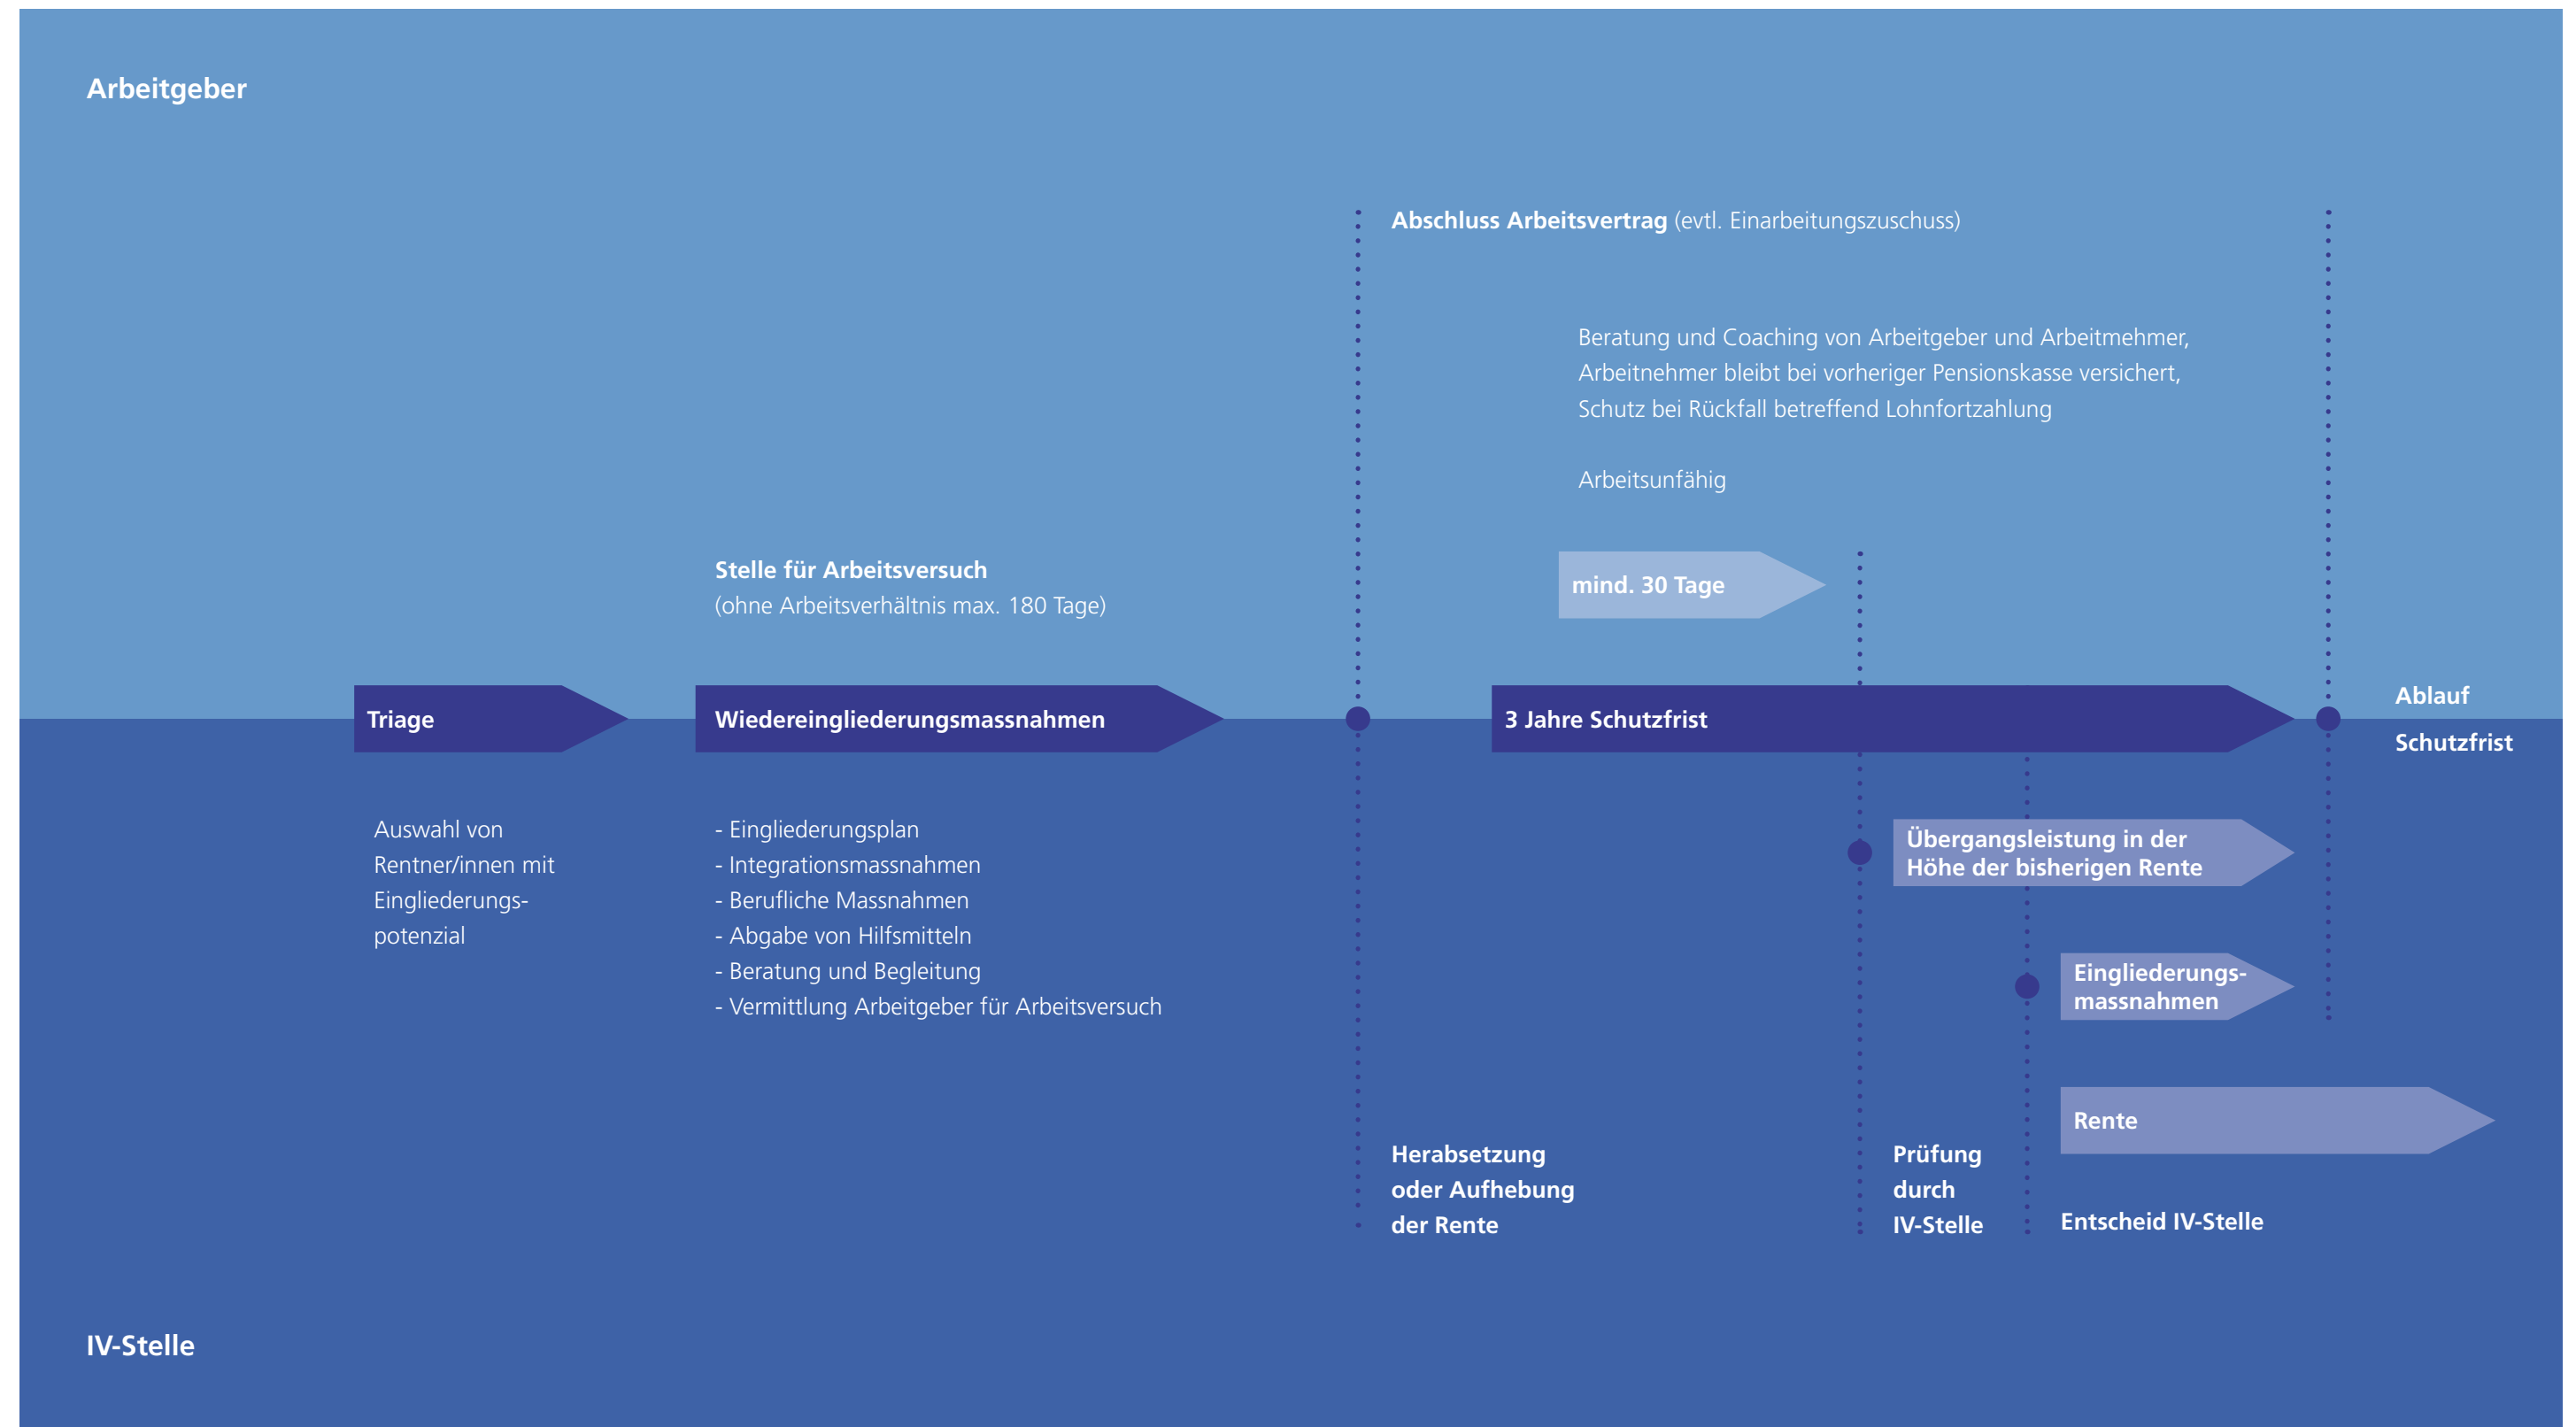 Arbeitgeber
Abschluss Arbeitsvertrag (evtl. Einarbeitungszuschuss)
Beratung und Coaching von Arbeitgeber und Arbeitmehmer,
Arbeitnehmer bleibt bei vorheriger Pensionskasse versichert,
Schutz bei Rückfall betreffend Lohnfortzahlung
Arbeitsunfähig
Stelle für Arbeitsversuch
(ohne Arbeitsverhältnis max. 180 Tage)
mind. 30 Tage
Triage
Wiedereingliederungsmassnahmen
3 Jahre Schutzfrist
Ablauf
Schutzfrist
Auswahl von
Rentner/innen mit
Eingliederungs-
potenzial
- Eingliederungsplan
- Integrationsmassnahmen
- Berufliche Massnahmen
- Abgabe von Hilfsmitteln
- Beratung und Begleitung
- Vermittlung Arbeitgeber für Arbeitsversuch
Übergangsleistung in der
Höhe der bisherigen Rente
Eingliederungs-
massnahmen
Rente
Herabsetzung
oder Aufhebung
der Rente
Prüfung
durch
IV-Stelle
Entscheid IV-Stelle
IV-Stelle